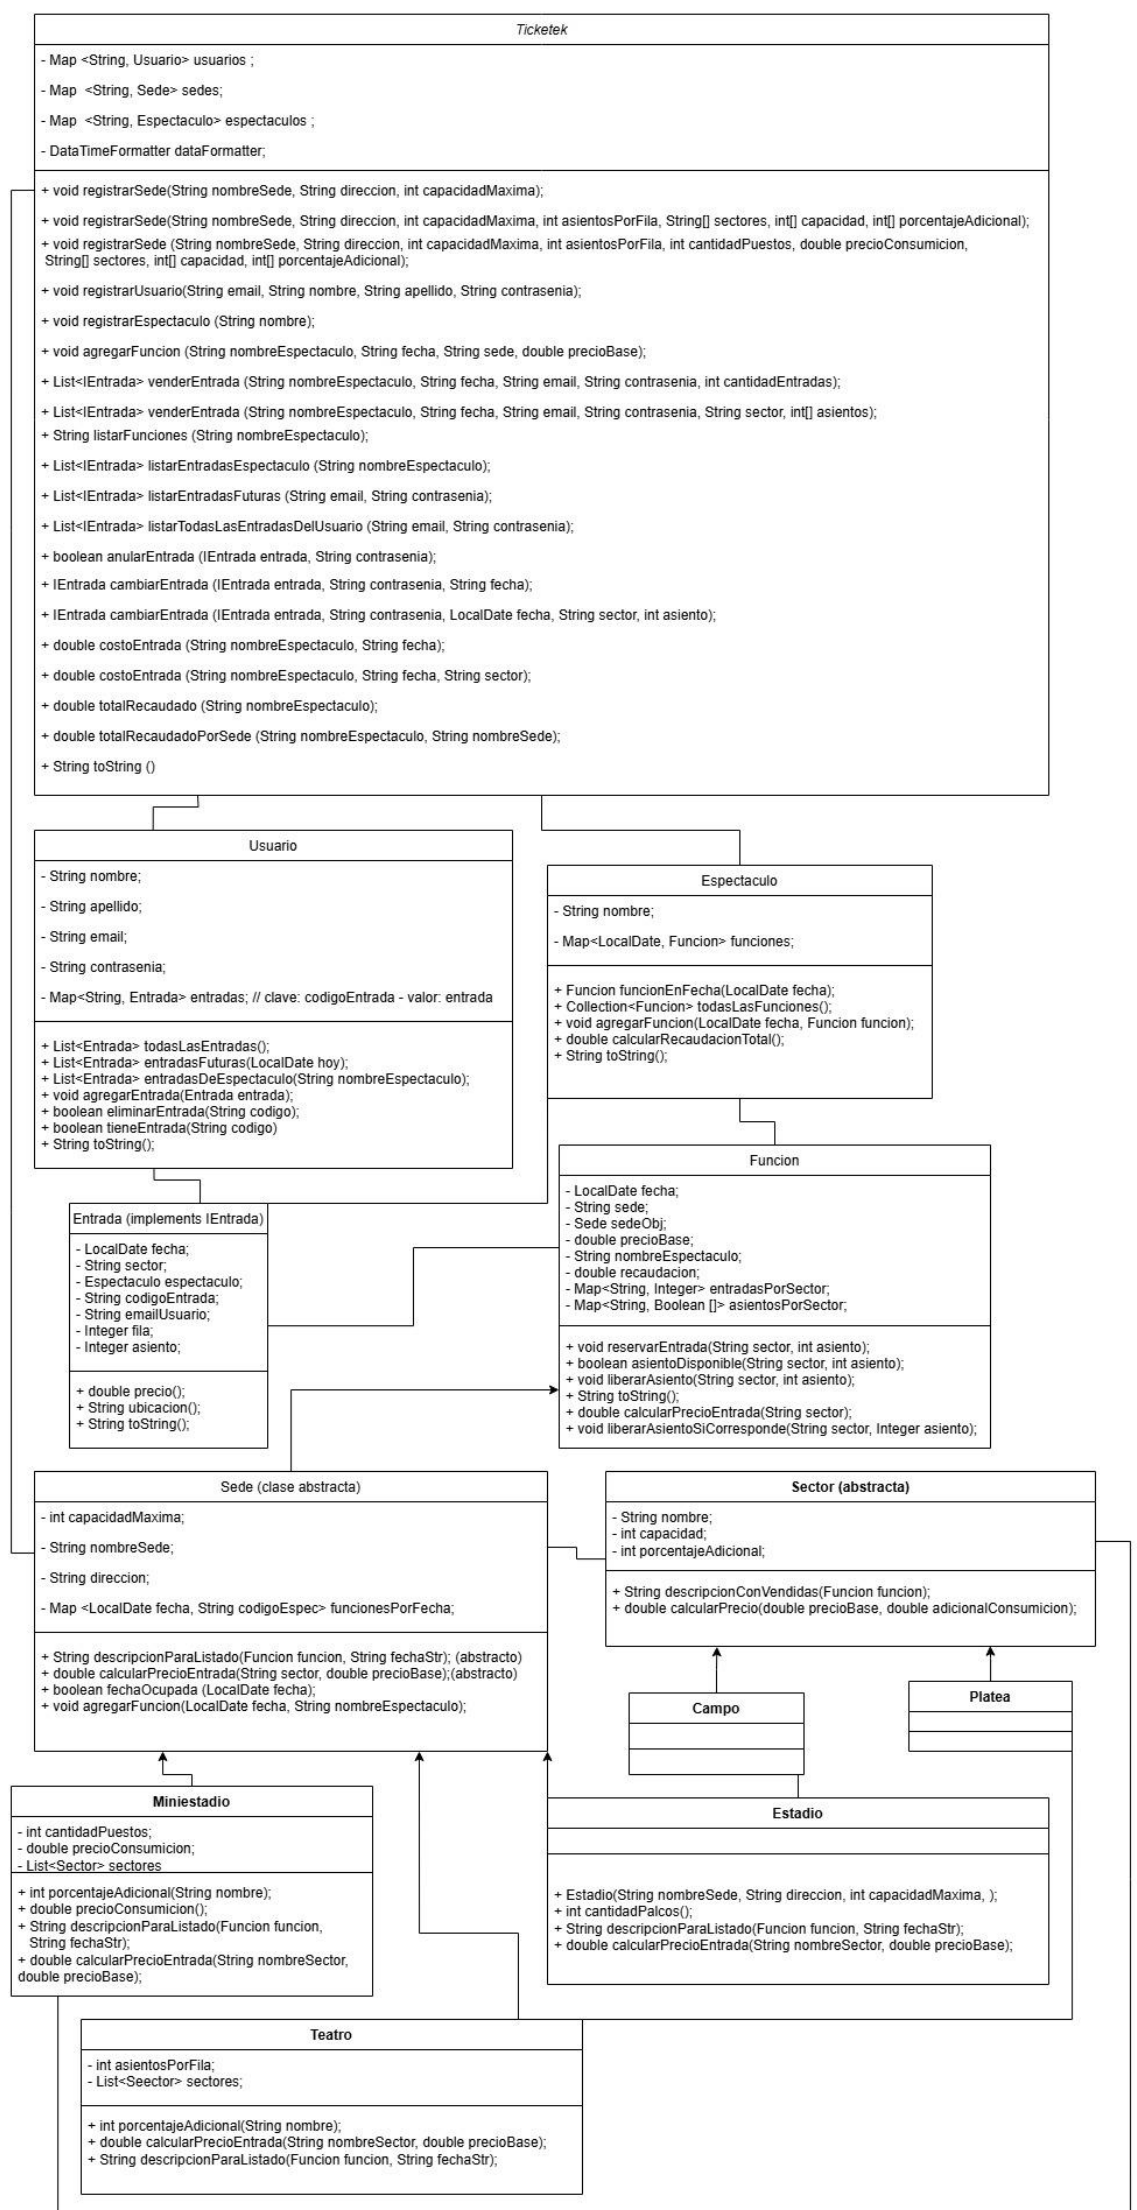 Ticketek
- Map <String, Usuario> usuarios ;
- Map  <String, Sede> sedes;
- Map  <String, Espectaculo> espectaculos ;
- DataTimeFormatter dataFormatter;
+ void registrarSede(String nombreSede, String direccion, int capacidadMaxima);
+ void registrarSede(String nombreSede, String direccion, int capacidadMaxima, int asientosPorFila, String[] sectores, int[] capacidad, int[] porcentajeAdicional);
+ void registrarSede (String nombreSede, String direccion, int capacidadMaxima, int asientosPorFila, int cantidadPuestos, double precioConsumicion,
String[] sectores, int[] capacidad, int[] porcentajeAdicional);
+ void registrarUsuario(String email, String nombre, String apellido, String contrasenia);
+ void registrarEspectaculo (String nombre);
+ void agregarFuncion (String nombreEspectaculo, String fecha, String sede, double precioBase);
+ List<IEntrada> venderEntrada (String nombreEspectaculo, String fecha, String email, String contrasenia, int cantidadEntradas);
+ List<IEntrada> venderEntrada (String nombreEspectaculo, String fecha, String email, String contrasenia, String sector, int[] asientos);
+ String listarFunciones (String nombreEspectaculo);
+ List<IEntrada> listarEntradasEspectaculo (String nombreEspectaculo);
+ List<IEntrada> listarEntradasFuturas (String email, String contrasenia);
+ List<IEntrada> listarTodasLasEntradasDelUsuario (String email, String contrasenia);
+ boolean anularEntrada (IEntrada entrada, String contrasenia);
+ IEntrada cambiarEntrada (IEntrada entrada, String contrasenia, String fecha);
+ IEntrada cambiarEntrada (IEntrada entrada, String contrasenia, LocalDate fecha, String sector, int asiento);
+ double costoEntrada (String nombreEspectaculo, String fecha);
+ double costoEntrada (String nombreEspectaculo, String fecha, String sector);
+ double totalRecaudado (String nombreEspectaculo);
+ double totalRecaudadoPorSede (String nombreEspectaculo, String nombreSede);
+ String toString ()
Usuario
- String nombre;
- String apellido;
- String email;
- String contrasenia;
- Map<String, Entrada> entradas; // clave: codigoEntrada - valor: entrada
+ List<Entrada> todasLasEntradas();
+ List<Entrada> entradasFuturas(LocalDate hoy);
+ List<Entrada> entradasDeEspectaculo(String nombreEspectaculo);
+ void agregarEntrada(Entrada entrada);
+ boolean eliminarEntrada(String codigo);
+ boolean tieneEntrada(String codigo)
+ String toString();
Espectaculo
- String nombre;
- Map<LocalDate, Funcion> funciones;
+ Funcion funcionEnFecha(LocalDate fecha);
+ Collection<Funcion> todasLasFunciones();
+ void agregarFuncion(LocalDate fecha, Funcion funcion);
+ double calcularRecaudacionTotal();
+ String toString();
Entrada (implements IEntrada)
- LocalDate fecha;
- String sector;
- Espectaculo espectaculo;
- String codigoEntrada;
- String emailUsuario;
- Integer fila;
- Integer asiento;
+ double precio();
+ String ubicacion();
+ String toString();
Funcion
- LocalDate fecha;
- String sede;
- Sede sedeObj;
- double precioBase;
- String nombreEspectaculo;
- double recaudacion;
- Map<String, Integer> entradasPorSector;
- Map<String, Boolean []> asientosPorSector;
+ void reservarEntrada(String sector, int asiento);
+ boolean asientoDisponible(String sector, int asiento);
+ void liberarAsiento(String sector, int asiento);
+ String toString();
+ double calcularPrecioEntrada(String sector);
+ void liberarAsientoSiCorresponde(String sector, Integer asiento);
Sede (clase abstracta)
- int capacidadMaxima;
- String nombreSede;
- String direccion;
- Map <LocalDate fecha, String codigoEspec> funcionesPorFecha;
+ String descripcionParaListado(Funcion funcion, String fechaStr); (abstracto)
+ double calcularPrecioEntrada(String sector, double precioBase);(abstracto)
+ boolean fechaOcupada (LocalDate fecha);
+ void agregarFuncion(LocalDate fecha, String nombreEspectaculo);
Sector (abstracta)
- String nombre;
- int capacidad;
- int porcentajeAdicional;
+ String descripcionConVendidas(Funcion funcion);
+ double calcularPrecio(double precioBase, double adicionalConsumicion);
Campo
Platea
Miniestadio
- int cantidadPuestos;
- double precioConsumicion;
- List<Sector> sectores
+ int porcentajeAdicional(String nombre);
+ double precioConsumicion();
+ String descripcionParaListado(Funcion funcion,
String fechaStr);
+ double calcularPrecioEntrada(String nombreSector,
double precioBase);
Estadio
+ Estadio(String nombreSede, String direccion, int capacidadMaxima, );
+ int cantidadPalcos();
+ String descripcionParaListado(Funcion funcion, String fechaStr);
+ double calcularPrecioEntrada(String nombreSector, double precioBase);
Teatro
- int asientosPorFila;
- List<Seector> sectores;
+ int porcentajeAdicional(String nombre);
+ double calcularPrecioEntrada(String nombreSector, double precioBase);
+ String descripcionParaListado(Funcion funcion, String fechaStr);